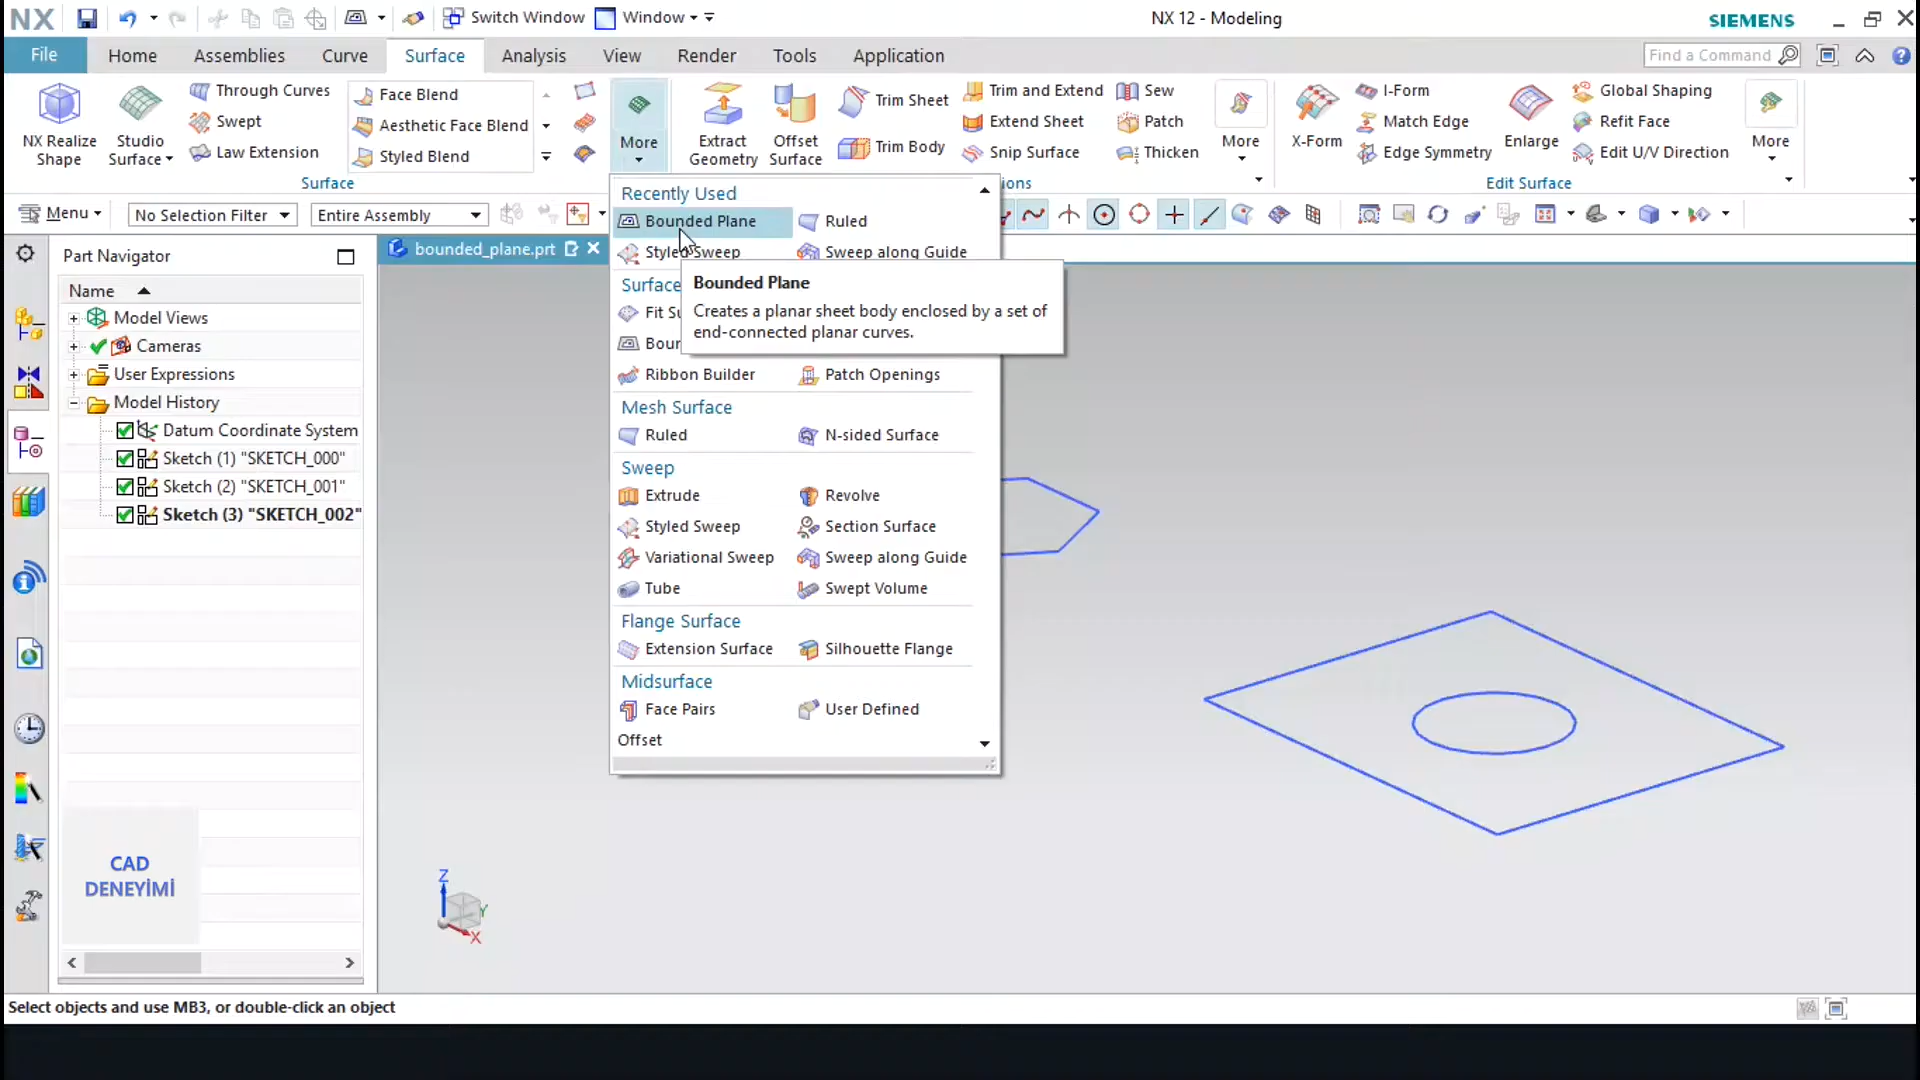 NX Switch Window Window NX 12 - Modeling SIEMENS
File Home Assemblies Curve Surface Analysis View Render Tools Application Find a Command
NX Realize Shape
Studio Surface
Through Curves
Swept
Law Extension
Face Blend
Aesthetic Face Blend
Styled Blend
More
Extract Geometry
Offset Surface
Trim Sheet
Trim Body
Trim and Extend
Extend Sheet
Snip Surface
Sew
Patch
Thicken
More
X-Form
I-Form
Match Edge
Edge Symmetry
Enlarge
Global Shaping
Refit Face
Edit U/V Direction
More
Surface ions Edit Surface
Menu No Selection Filter Entire Assembly
Part Navigator
Name
Model Views
Cameras
User Expressions
Model History
Datum Coordinate System
Sketch (1) "SKETCH_000"
Sketch (2) "SKETCH_001"
Sketch (3) "SKETCH_002"
CAD
DENEYİMİ
bounded_plane.prt
Recently Used
Bounded Plane Ruled
Styled Sweep Sweep along Guide
Surface
Fit Su
Boun
Bounded Plane
Creates a planar sheet body enclosed by a set of
end-connected planar curves.
Ribbon Builder Patch Openings
Mesh Surface
Ruled N-sided Surface
Sweep
Extrude Revolve
Styled Sweep Section Surface
Variational Sweep Sweep along Guide
Tube Swept Volume
Flange Surface
Extension Surface Silhouette Flange
Midsurface
Face Pairs User Defined
Offset
Z
Y
X
Select objects and use MB3, or double-click an object